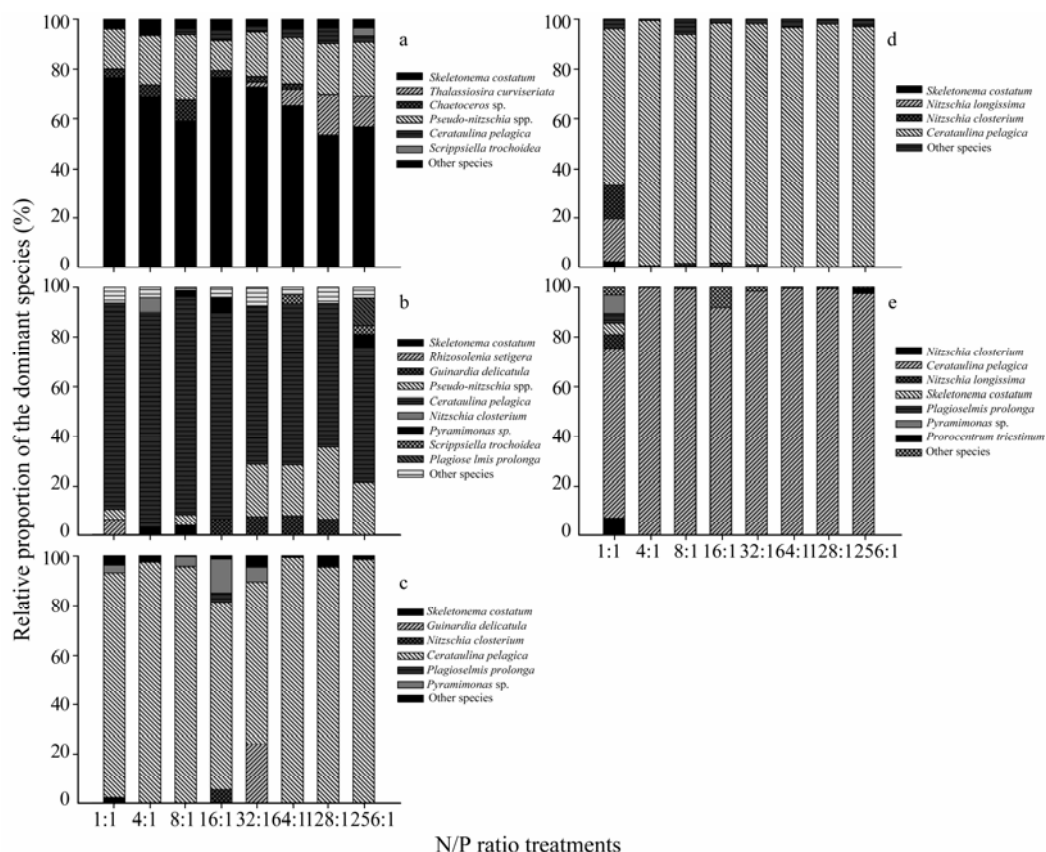 Relative proportion of the dominant species (%)
100
80
60
40
20
0
a
Skeletonema costatum
Thalassiora curviseriata
Chaetoceros sp.
Pseudo-nitzschia spp.
Cerataulina pelagica
Scrippsiella trochoidea
Other species
100
80
60
40
20
0
b
Skeletonema costatum
Rhizosolenia setigera
Guinardia delicatula
Pseudo-nitzschia spp.
Cerataulina pelagica
Nitzschia closterium
Pyramimonas sp.
Scrippsiella trochoidea
Plagiose lmis prolonga
Other species
100
80
60
40
20
0
c
Skeletonema costatum
Guinardia delicatula
Nitzschia closterium
Cerataulina pelagica
Plagioselmis prolonga
Pyramimonas sp.
Other species
1:1 4:1 8:1 16:1 32:1 64:1 128:1 256:1
100
80
60
40
20
0
d
Skeletonema costatum
Nitzschia longissima
Nitzschia closterium
Cerataulina pelagica
Other species
100
80
60
40
20
0
e
Nitzschia closterium
Cerataulina pelagica
Nitzschia longissima
Skeletonema costatum
Plagioselmis prolonga
Pyramimonas sp.
Prorocentrum triestinum
Other species
1:1 4:1 8:1 16:1 32:1 64:1 128:1 256:1
N/P ratio treatments